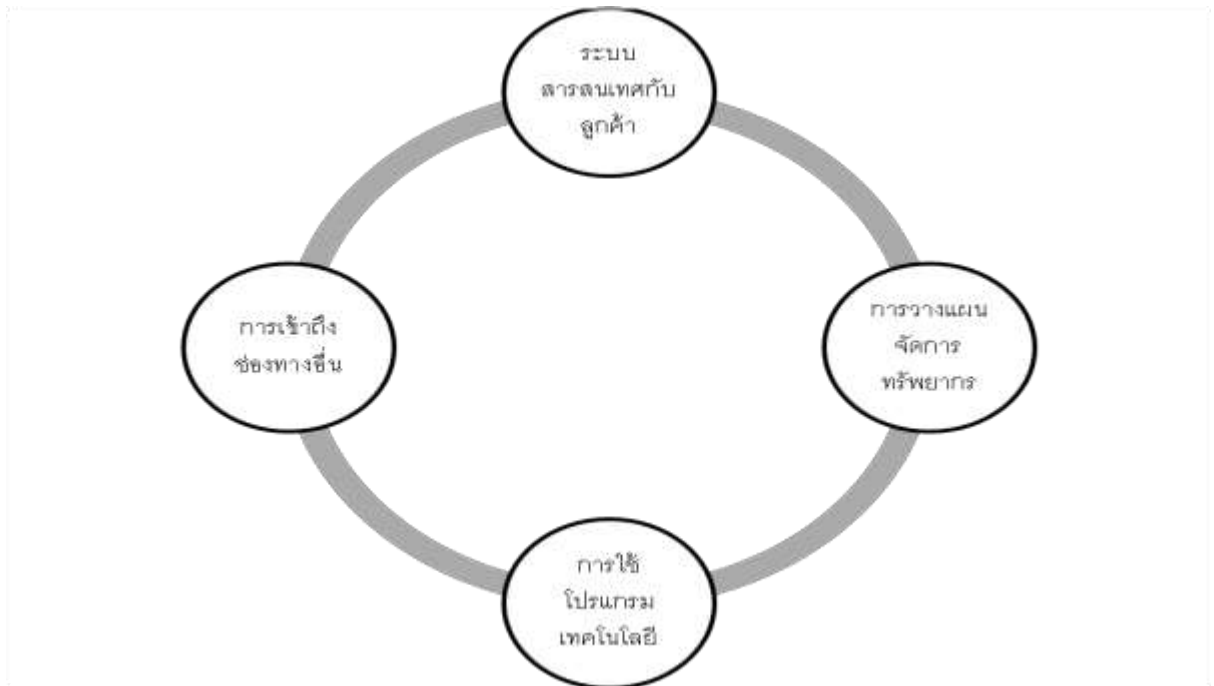 ระบบ
สารสนเทศกับ
ลูกค้า
การวางแผน
จัดการ
ทรัพยากร
การใช้
โปรแกรม
เทคโนโลยี
การเข้าถึง
ช่องทางอื่น